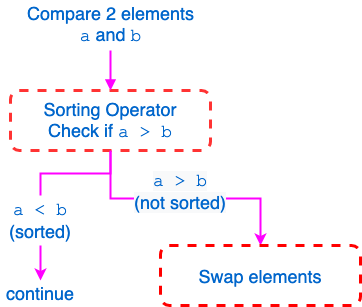 Compare 2 elements
a and b
Sorting Operator
Check if a > b
a > b
(not sorted)
a < b
(sorted)
Swap elements
continue